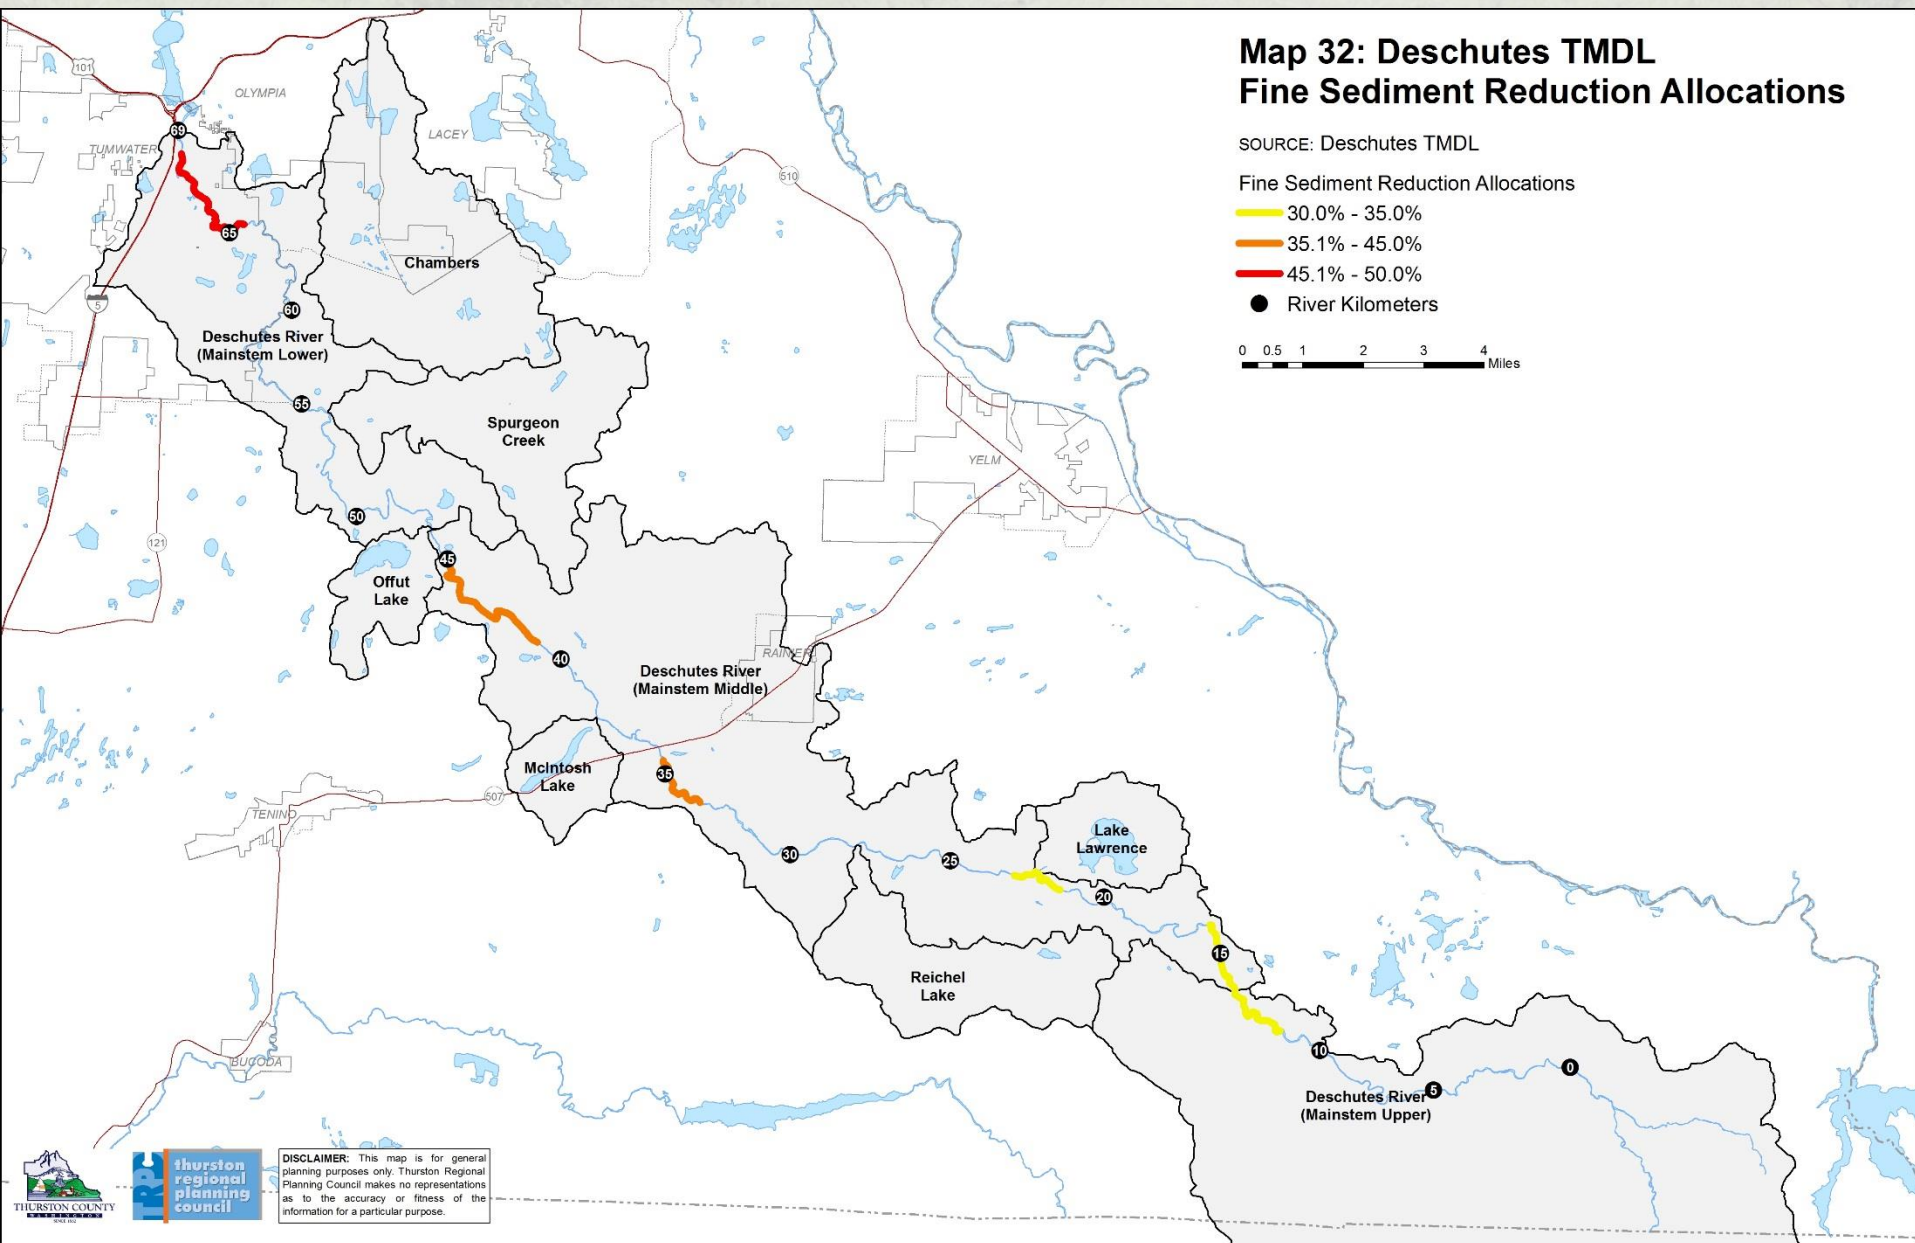 Map 32: Deschutes TMDL
Fine Sediment Reduction Allocations
SOURCE: Deschutes TMDL
Fine Sediment Reduction Allocations
30.0% - 35.0%
35.1% - 45.0%
45.1% - 50.0%
River Kilometers
0 0.5 1 2 3 4
Miles
101
OLYMPIA
LACEY
69
TUMWATER
510
65
Chambers
5
60
Deschutes River
(Mainstem Lower)
55
Spurgeon
Creek
YELM
50
121
45
Offut
Lake
40
RAINIER
Deschutes River
(Mainstem Middle)
35
McIntosh
Lake
507
TENINO
Lake
Lawrence
30
25
20
15
Reichel
Lake
10
BUCODA
0
5
Deschutes River
(Mainstem Upper)
THURSTON COUNTY
WASHINGTON
SINCE 1852
TRPC
thurston
regional
planning
council
DISCLAIMER: This map is for general
planning purposes only. Thurston Regional
Planning Council makes no representations
as to the accuracy or fitness of the
information for a particular purpose.